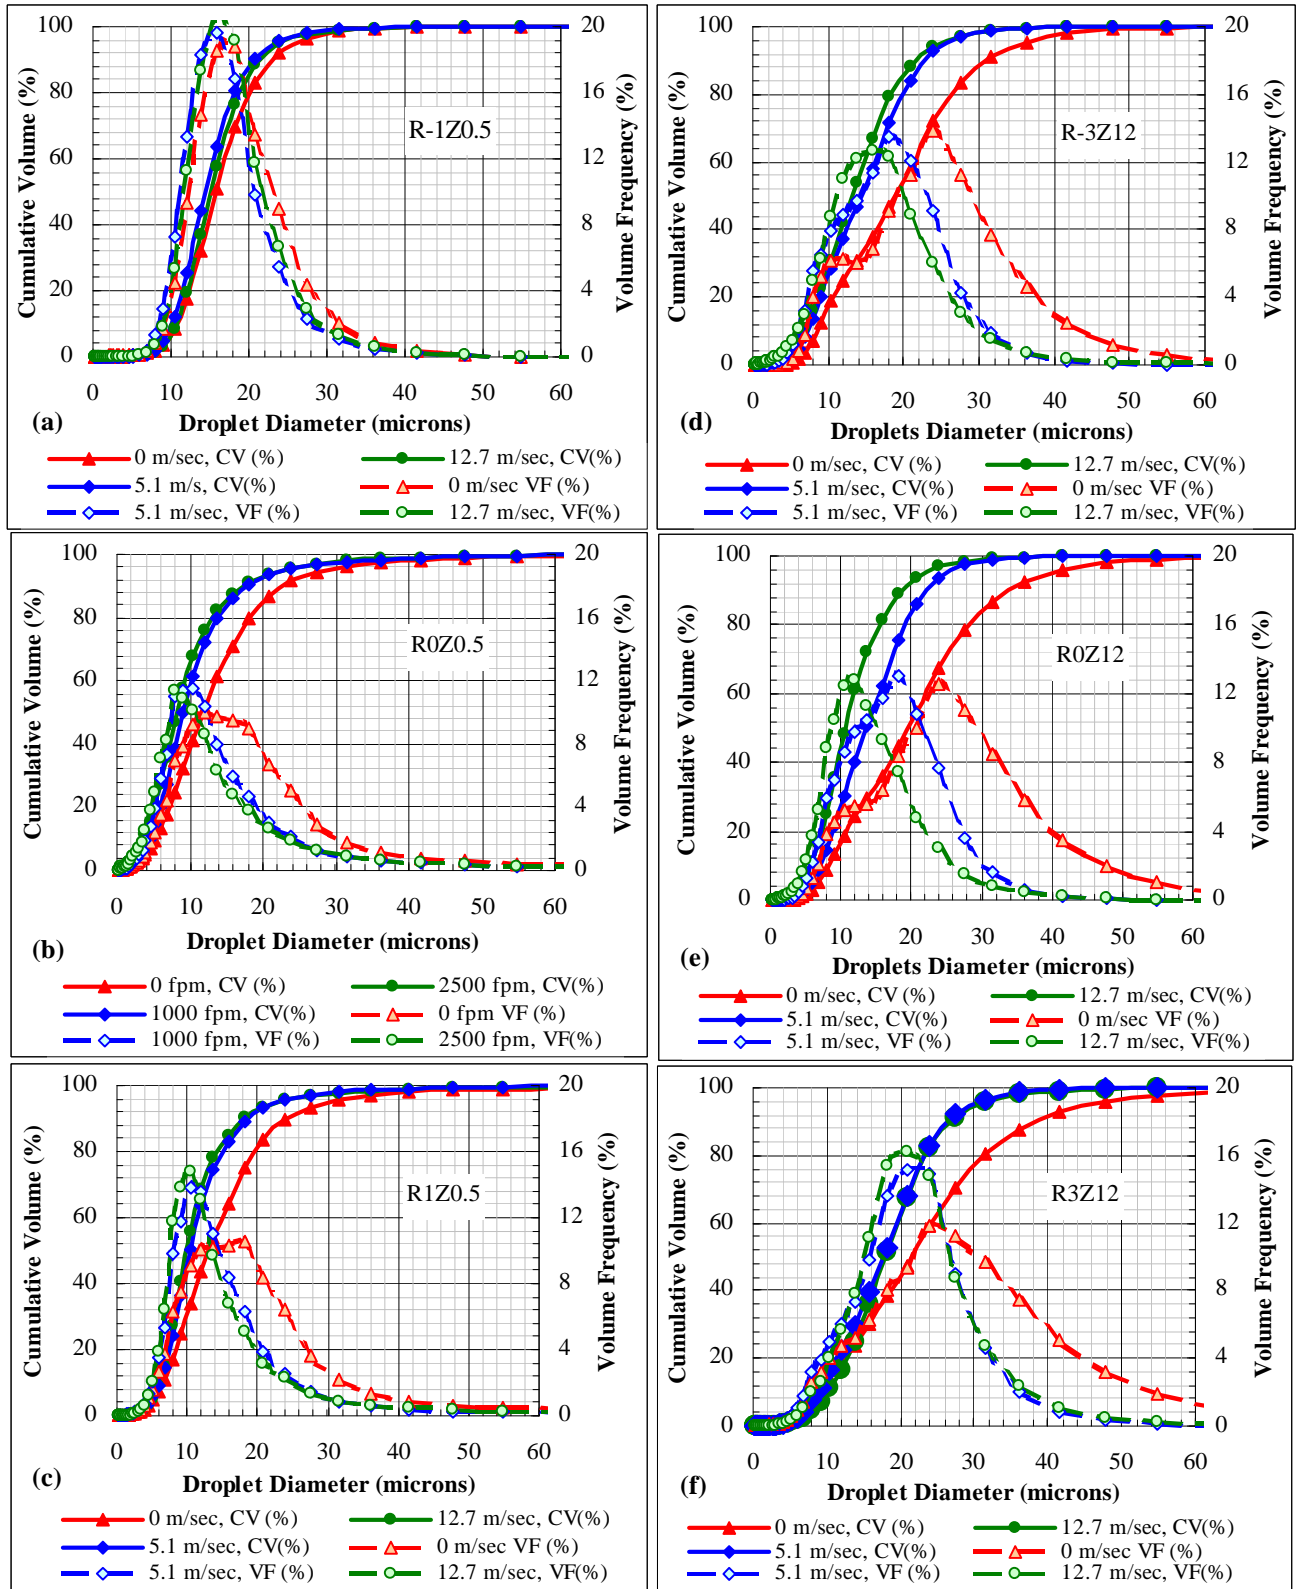 (a)
100
80
60
40
20
0
Cumulative Volume (%)
20
16
12
8
4
0
Volume Frequency (%)
R-1Z0.5
0 10 20 30 40 50 60
Droplet Diameter (microns)
0 m/sec, CV (%)
12.7 m/sec, CV(%)
5.1 m/s, CV(%)
0 m/sec VF (%)
5.1 m/sec, VF (%)
12.7 m/sec, VF(%)
(d)
100
80
60
40
20
0
Cumulative Volume (%)
20
16
12
8
4
0
Volume Frequency (%)
R-3Z12
0 10 20 30 40 50 60
Droplets Diameter (microns)
0 m/sec, CV (%)
12.7 m/sec, CV(%)
5.1 m/sec, CV(%)
0 m/sec VF (%)
5.1 m/sec, VF (%)
12.7 m/sec, VF(%)
(b)
100
80
60
40
20
0
Cumulative Volume (%)
20
16
12
8
4
0
Volume Frequency (%)
R0Z0.5
0 10 20 30 40 50 60
Droplet Diameter (microns)
0 fpm, CV (%)
2500 fpm, CV(%)
1000 fpm, CV(%)
0 fpm VF (%)
1000 fpm, VF (%)
2500 fpm, VF(%)
(e)
100
80
60
40
20
0
Cumulative Volume (%)
20
16
12
8
4
0
Volume Frequency (%)
R0Z12
0 10 20 30 40 50 60
Droplets Diameter (microns)
0 m/sec, CV (%)
12.7 m/sec, CV(%)
5.1 m/sec, CV(%)
0 m/sec VF (%)
5.1 m/sec, VF (%)
12.7 m/sec, VF(%)
(c)
100
80
60
40
20
0
Cumulative Volume (%)
20
16
12
8
4
0
Volume Frequency (%)
R1Z0.5
0 10 20 30 40 50 60
Droplet Diameter (microns)
0 m/sec, CV (%)
12.7 m/sec, CV(%)
5.1 m/sec, CV(%)
0 m/sec VF (%)
5.1 m/sec, VF (%)
12.7 m/sec, VF(%)
(f)
100
80
60
40
20
0
Cumulative Volume (%)
20
16
12
8
4
0
Volume Frequency (%)
R3Z12
0 10 20 30 40 50 60
Droplet Diameter (microns)
0 m/sec, CV (%)
12.7 m/sec, CV(%)
5.1 m/sec, CV(%)
0 m/sec VF (%)
5.1 m/sec, VF (%)
12.7 m/sec, VF(%)